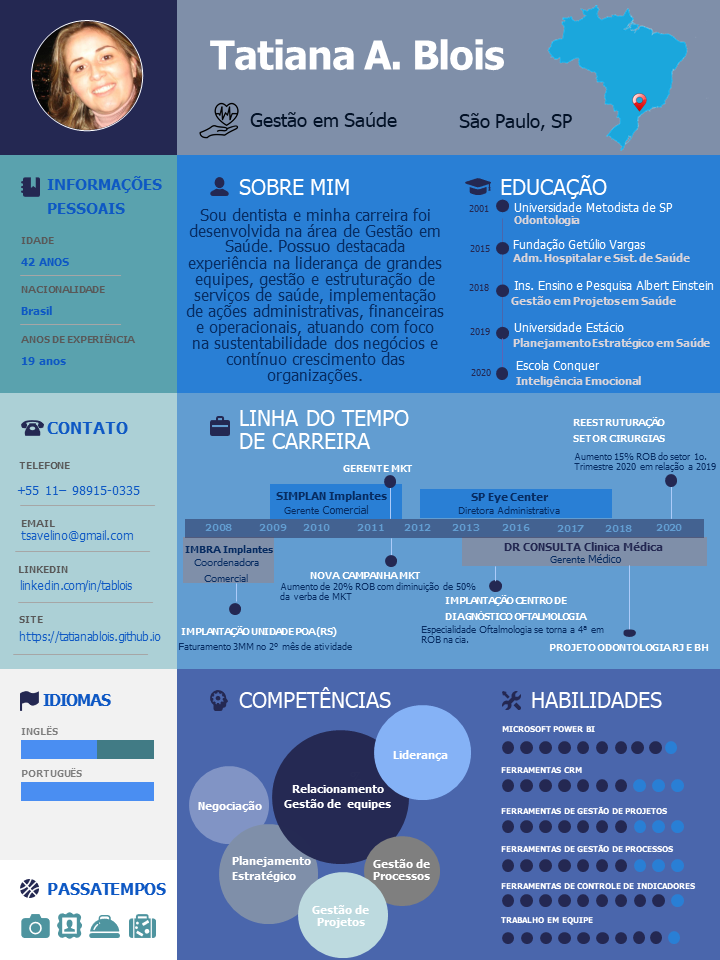 Tatiana A. Blois
Gestão em Saúde
São Paulo, SP
INFORMAÇÕES
PESSOAIS
IDADE
42 ANOS
NACIONALIDADE
Brasil
ANOS DE EXPERIÊNCIA
19 anos
SOBRE MIM
Sou dentista e minha carreira foi
desenvolvida na área de Gestão em
Saúde. Possuo destacada
experiência na liderança de grandes
equipes, gestão e estruturação de
serviços de saúde, implementação
de ações administrativas, financeiras
e operacionais, atuando com foco
na sustentabilidade dos negócios e
contínuo crescimento das
organizações.
EDUCAÇÃO
2001 Universidade Metodista de SP
Odontologia
2015 Fundação Getúlio Vargas
Adm. Hospitalar e Sist. de Saúde
2018 Ins. Ensino e Pesquisa Albert Einstein
Gestão em Projetos em Saúde
2019 Universidade Estácio
Planejamento Estratégico em Saúde
2020 Escola Conquer
Inteligência Emocional
CONTATO
TELEFONE
+55 11– 98915-0335
EMAIL
tsavelino@gmail.com
LINKEDIN
linkedin.com/in/tablois
SITE
https://tatianablois.github.io
LINHA DO TEMPO
DE CARREIRA
REESTRUTURAÇÃO
SETOR CIRURGIAS
Aumento 15% ROB do setor 1o.
Trimestre 2020 em relação a 2019
GERENTE MKT
SIMPLAN Implantes
Gerente Comercial
SP Eye Center
Diretora Administrativa
2008 2009 2010 2011 2012 2013 2016 2017 2018 2020
IMBRA Implantes
Coordenadora
Comercial
DR CONSULTA Clinica Médica
Gerente Médico
NOVA CAMPANHA MKT
Aumento de 20% ROB com diminuição de 50%
da verba de MKT
IMPLANTAÇÃO CENTRO DE
DIAGNÓSTICO OFTALMOLOGIA
Especialidade Oftalmologia se torna a 4ª em
ROB na cia.
IMPLANTAÇÃO UNIDADE POA(RS)
Faturamento 3MM no 2º mês de atividade
PROJETO ODONTOLOGIA RJ E BH
IDIOMAS
INGLÊS
PORTUGUÊS
PASSATEMPOS
COMPETÊNCIAS
Liderança
Relacionamento
Gestão de equipes
Negociação
Planejamento
Estratégico
Gestão de
Processos
Gestão de
Projetos
HABILIDADES
MICROSOFT POWER BI
FERRAMENTAS CRM
FERRAMENTAS DE GESTÃO DE PROJETOS
FERRAMENTAS DE GESTÃO DE PROCESSOS
FERRAMENTAS DE CONTROLE DE INDICADORES
TRABALHO EM EQUIPE